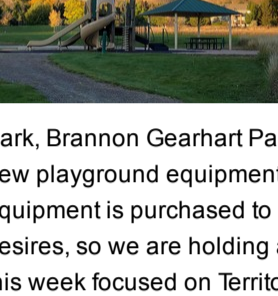 ark, Brannon Gearhart Pa
ew playground equipment
quipment is purchased to
esires, so we are holding
his week focused on Territo